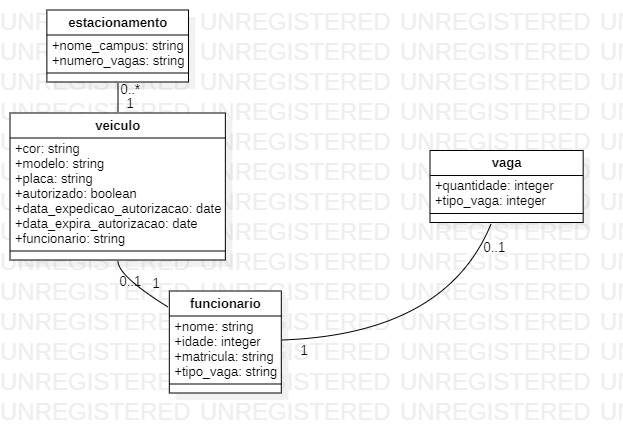 UNREGISTERED UNREGISTERED UNREGISTERED UN
estacionamento
+nome_campus: string
+numero_vagas: string
0..*
1
veiculo
+cor: string
+modelo: string
+placa: string
+autorizado: boolean
+data_expedicao_autorizacao: date
+data_expira_autorizacao: date
+funcionario: string
vaga
+quantidade: integer
+tipo_vaga: integer
0..1
0..1
1
funcionario
+nome: string
+idade: integer
+matricula: string
+tipo_vaga: string
1
UNREGISTERED UNREGISTERED UNREGISTERED UN